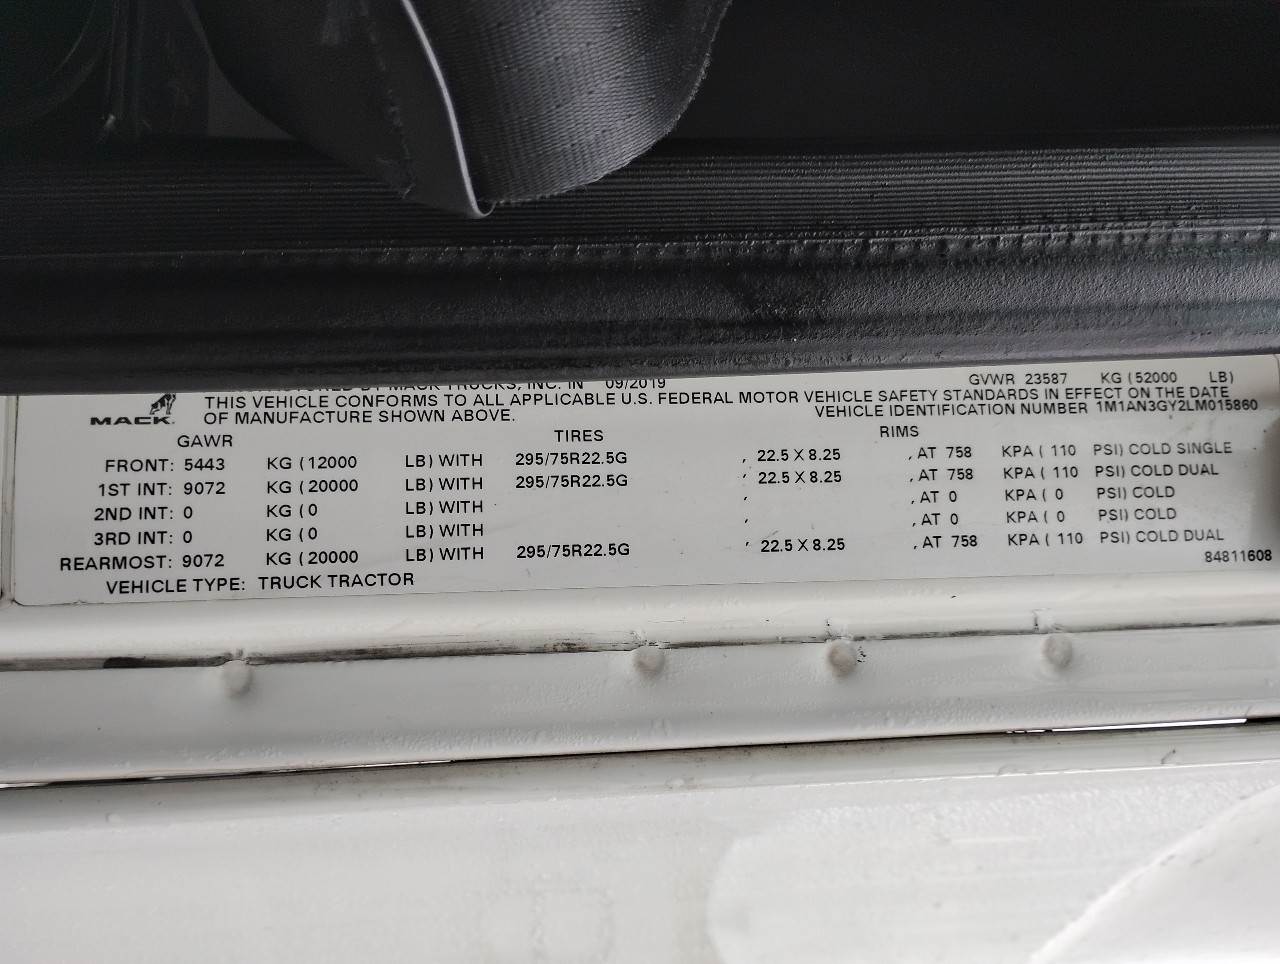 BY MACK TRUCKS, INC. IN 09/2019 GVWR 23587 KG (52000 LB)
THIS VEHICLE CONFORMS TO ALL APPLICABLE U.S. FEDERAL MOTOR VEHICLE SAFETY STANDARDS IN EFFECT ON THE DATE
OF MANUFACTURE SHOWN ABOVE. VEHICLE IDENTIFICATION NUMBER 1M1AN3GY2LM015860
MACK
GAWR TIRES RIMS
FRONT: 5443 KG (12000 LB) WITH 295/75R22.5G , 22.5 X 8.25 , AT 758 KPA ( 110 PSI) COLD SINGLE
1ST INT: 9072 KG (20000 LB) WITH 295/75R22.5G , 22.5 X 8.25 , AT 758 KPA ( 110 PSI) COLD DUAL
2ND INT: 0 KG (0 LB) WITH , , AT 0 KPA ( 0 PSI) COLD
3RD INT: 0 KG (0 LB) WITH , , AT 0 KPA ( 0 PSI) COLD
REARMOST: 9072 KG (20000 LB) WITH 295/75R22.5G , 22.5 X 8.25 , AT 758 KPA ( 110 PSI) COLD DUAL
VEHICLE TYPE: TRUCK TRACTOR 84811608